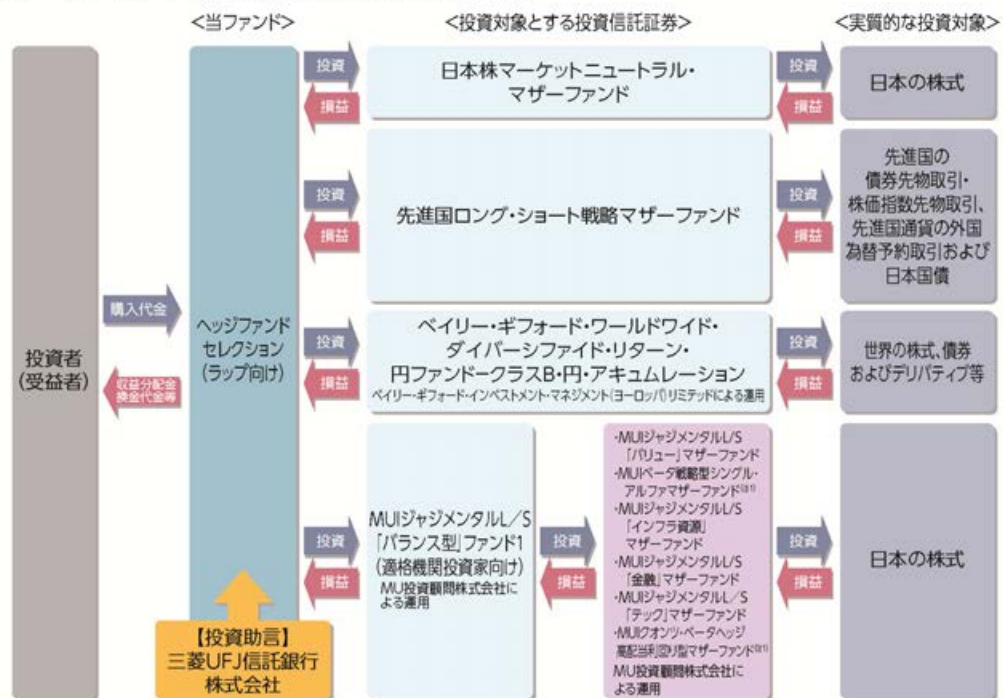 <当ファンド>
<投資対象とする投資信託証券>
<実質的な投資対象>
投資者
(受益者)
購入代金
収益分配金
換金代金等
ヘッジファンド
セレクション
(ラップ向け)
【投資助言】
三菱UFJ信託銀行
株式会社
投資
損益
日本株マーケットニュートラル・
マザーファンド
投資
損益
日本の株式
投資
損益
先進国ロング・ショート戦略マザーファンド
投資
損益
先進国の
債券先物取引・
株価指数先物取引、
先進国通貨の外国
為替予約取引および
日本国債
投資
損益
ベイリー・ギフォード・ワールドワイド・
ダイバーシファイド・リターン・
円ファンドークラスB・円・アキュムレーション
ベイリー・ギフォード・インベストメント・マネジメント(ヨーロッパ)リミテッドによる運用
投資
損益
世界の株式、債券
およびデリバティブ等
投資
損益
MUIジャジメンタルL/S
「バランス型」ファンド1
(適格機関投資家向け)
MU投資顧問株式会社に
よる運用
投資
損益
・MUIジャジメンタルL/S
「バリュー」マザーファンド
・MUIベータ戦略型シングル・
アルファマザーファンド(注1)
・MUIジャジメンタルL/S
「インフラ資源」
マザーファンド
・MUIジャジメンタルL/S
「金融」マザーファンド
・MUIジャジメンタルL/S
「テック」マザーファンド
・MUIクオンツ・ベータヘッジ
高配当利回り型マザーファンド(注1)
MU投資顧問株式会社に
よる運用
投資
損益
日本の株式